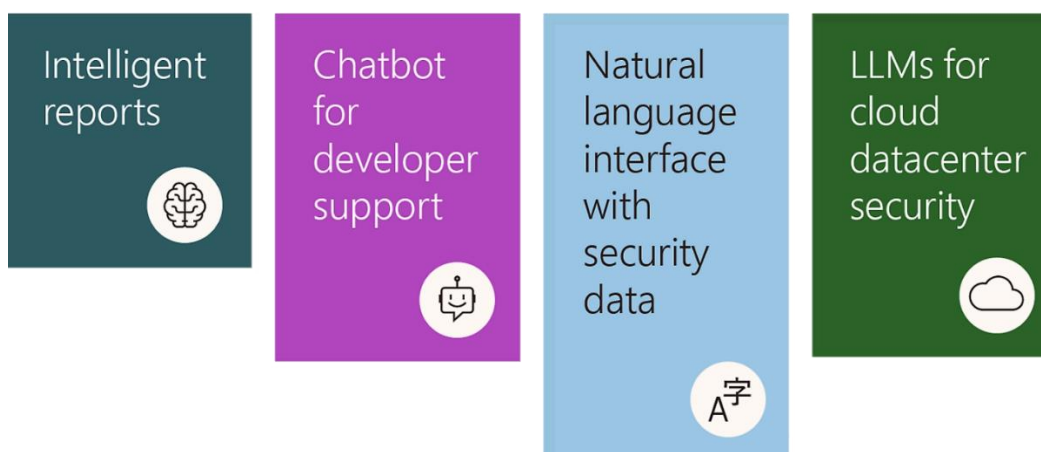 Intelligent
reports
Chatbot
for
developer
support
Natural
language
interface
with
security
data
A字
LLMs for
cloud
datacenter
security